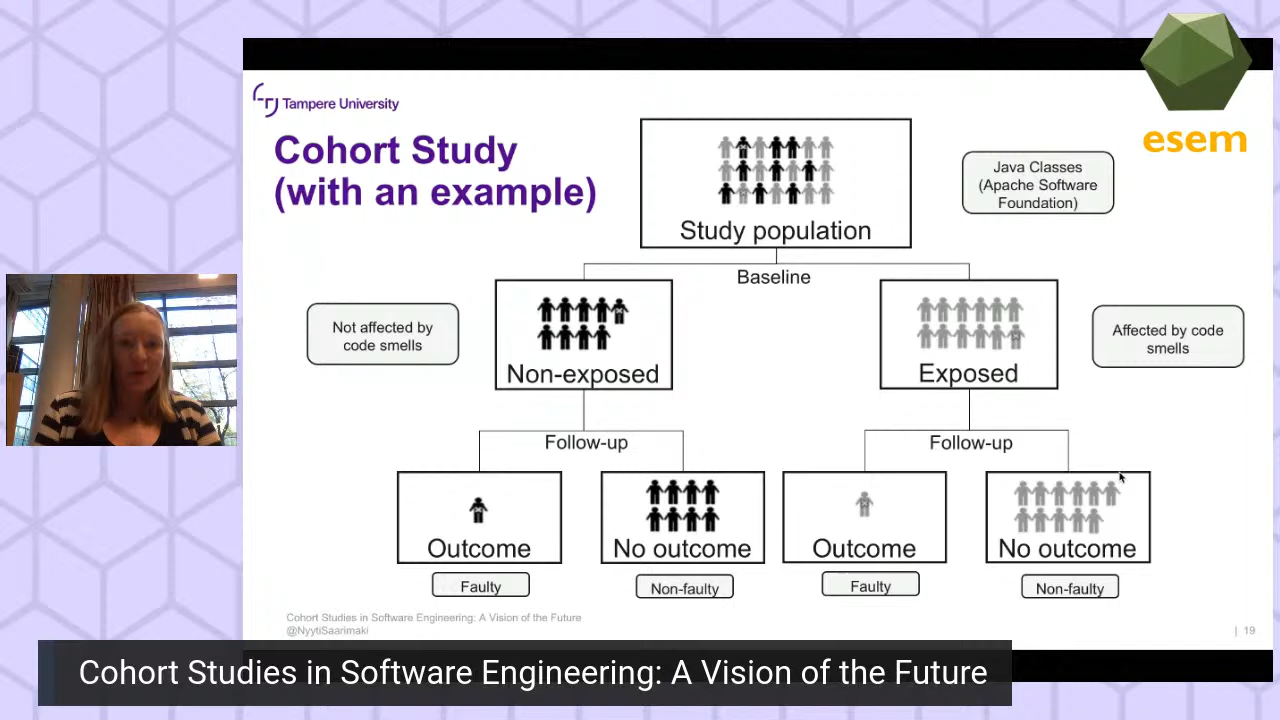 Tampere University
esem
Cohort Study
(with an example)
Study population
Java Classes
(Apache Software
Foundation)
Baseline
Not affected by
code smells
Non-exposed
Exposed
Affected by code
smells
Follow-up
Follow-up
Outcome
No outcome
Outcome
No outcome
Faulty
Non-faulty
Faulty
Non-faulty
Cohort Studies in Software Engineering: A Vision of the Future
@NyytiSaarimaki
| 19
Cohort Studies in Software Engineering: A Vision of the Future